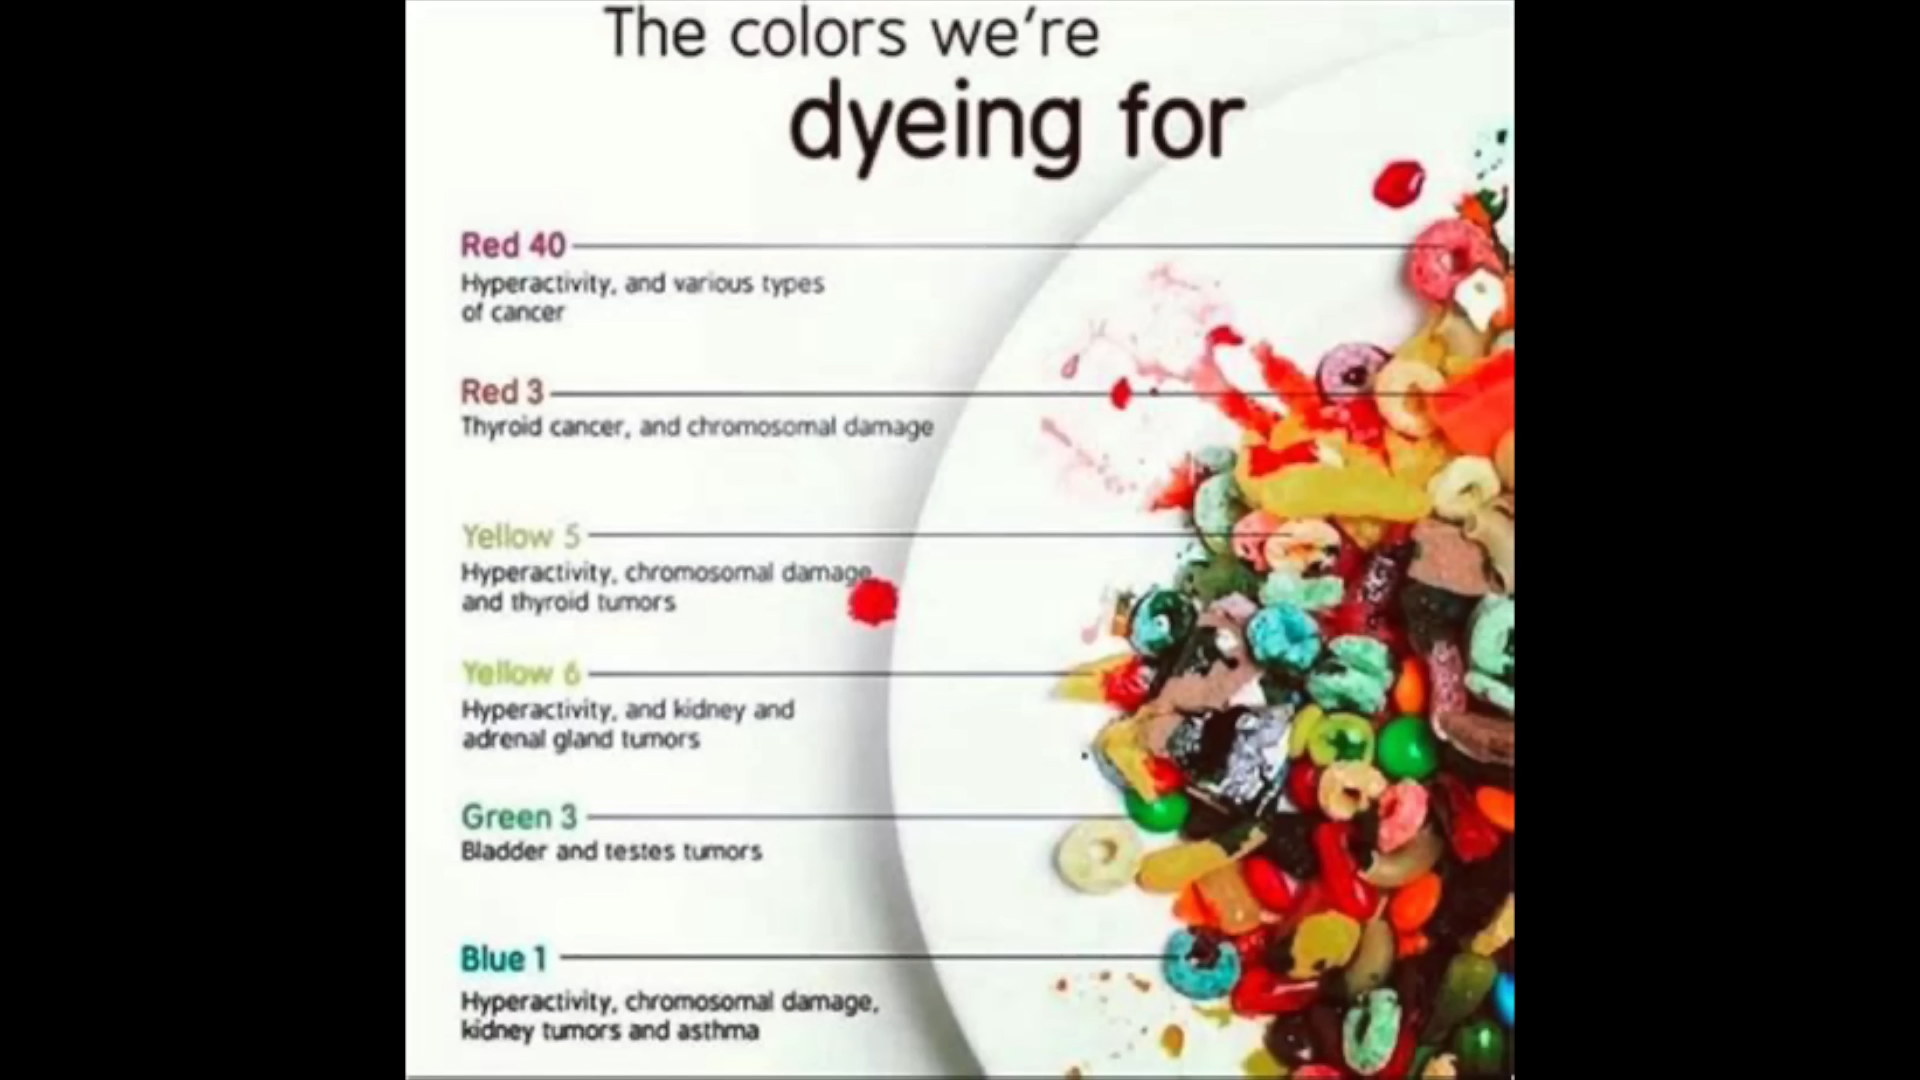 The colors we're
dyeing for
Red 40
Hyperactivity, and various types
of cancer
Red 3
Thyroid cancer, and chromosomal damage
Yellow 5
Hyperactivity, chromosomal damage
and thyroid tumors
Yellow 6
Hyperactivity, and kidney and
adrenal gland tumors
Green 3
Bladder and testes tumors
Blue 1
Hyperactivity, chromosomal damage,
kidney tumors and asthma